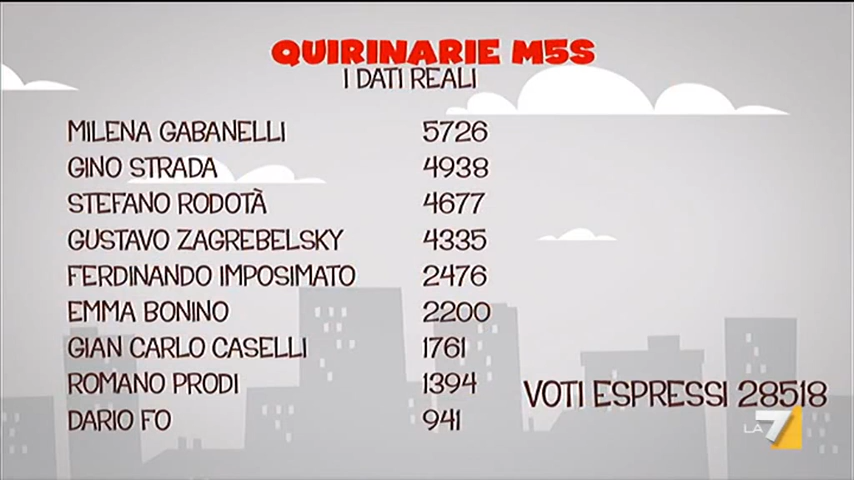 QUIRINARIE M5S
I DATI REALI
MILENA GABANELLI 5726
GINO STRADA 4938
STEFANO RODOTÀ 4677
GUSTAVO ZAGREBELSKY 4335
FERDINANDO IMPOSIMATO 2476
EMMA BONINO 2200
GIAN CARLO CASELLI 1761
ROMANO PRODI 1394
DARIO FO 941
VOTI ESPRESSI 28518
LA7